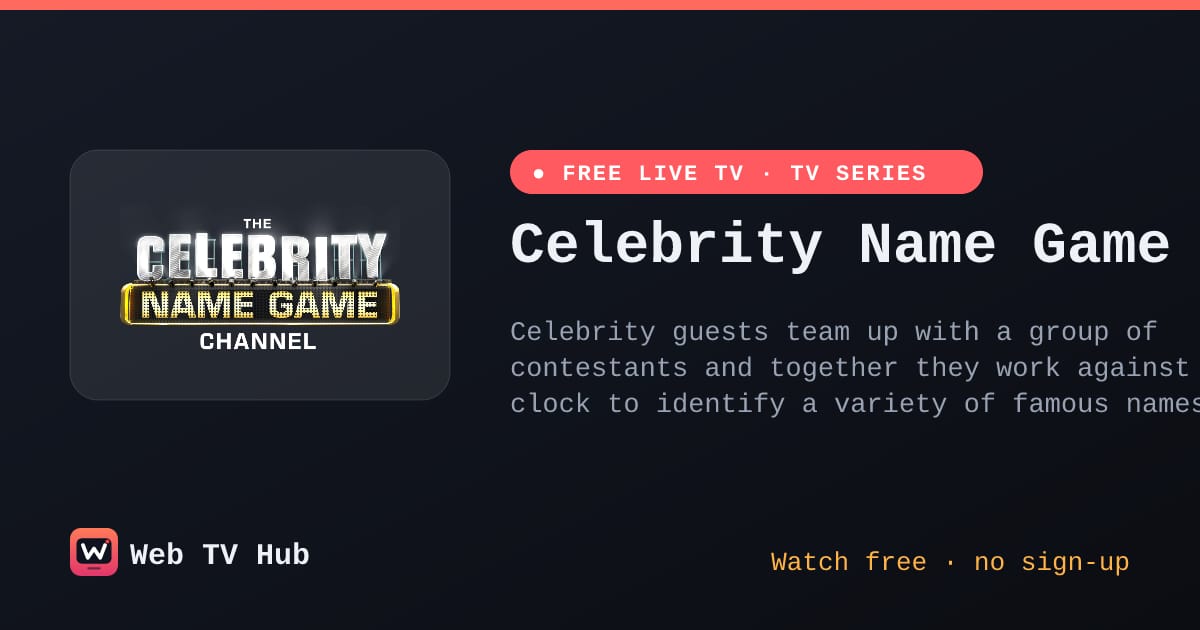 THE
CELEBRITY
NAME GAME
CHANNEL
● FREE LIVE TV · TV SERIES
Celebrity Name Game
Celebrity guests team up with a group of
contestants and together they work against
clock to identify a variety of famous names
W
Web TV Hub
Watch free · no sign-up